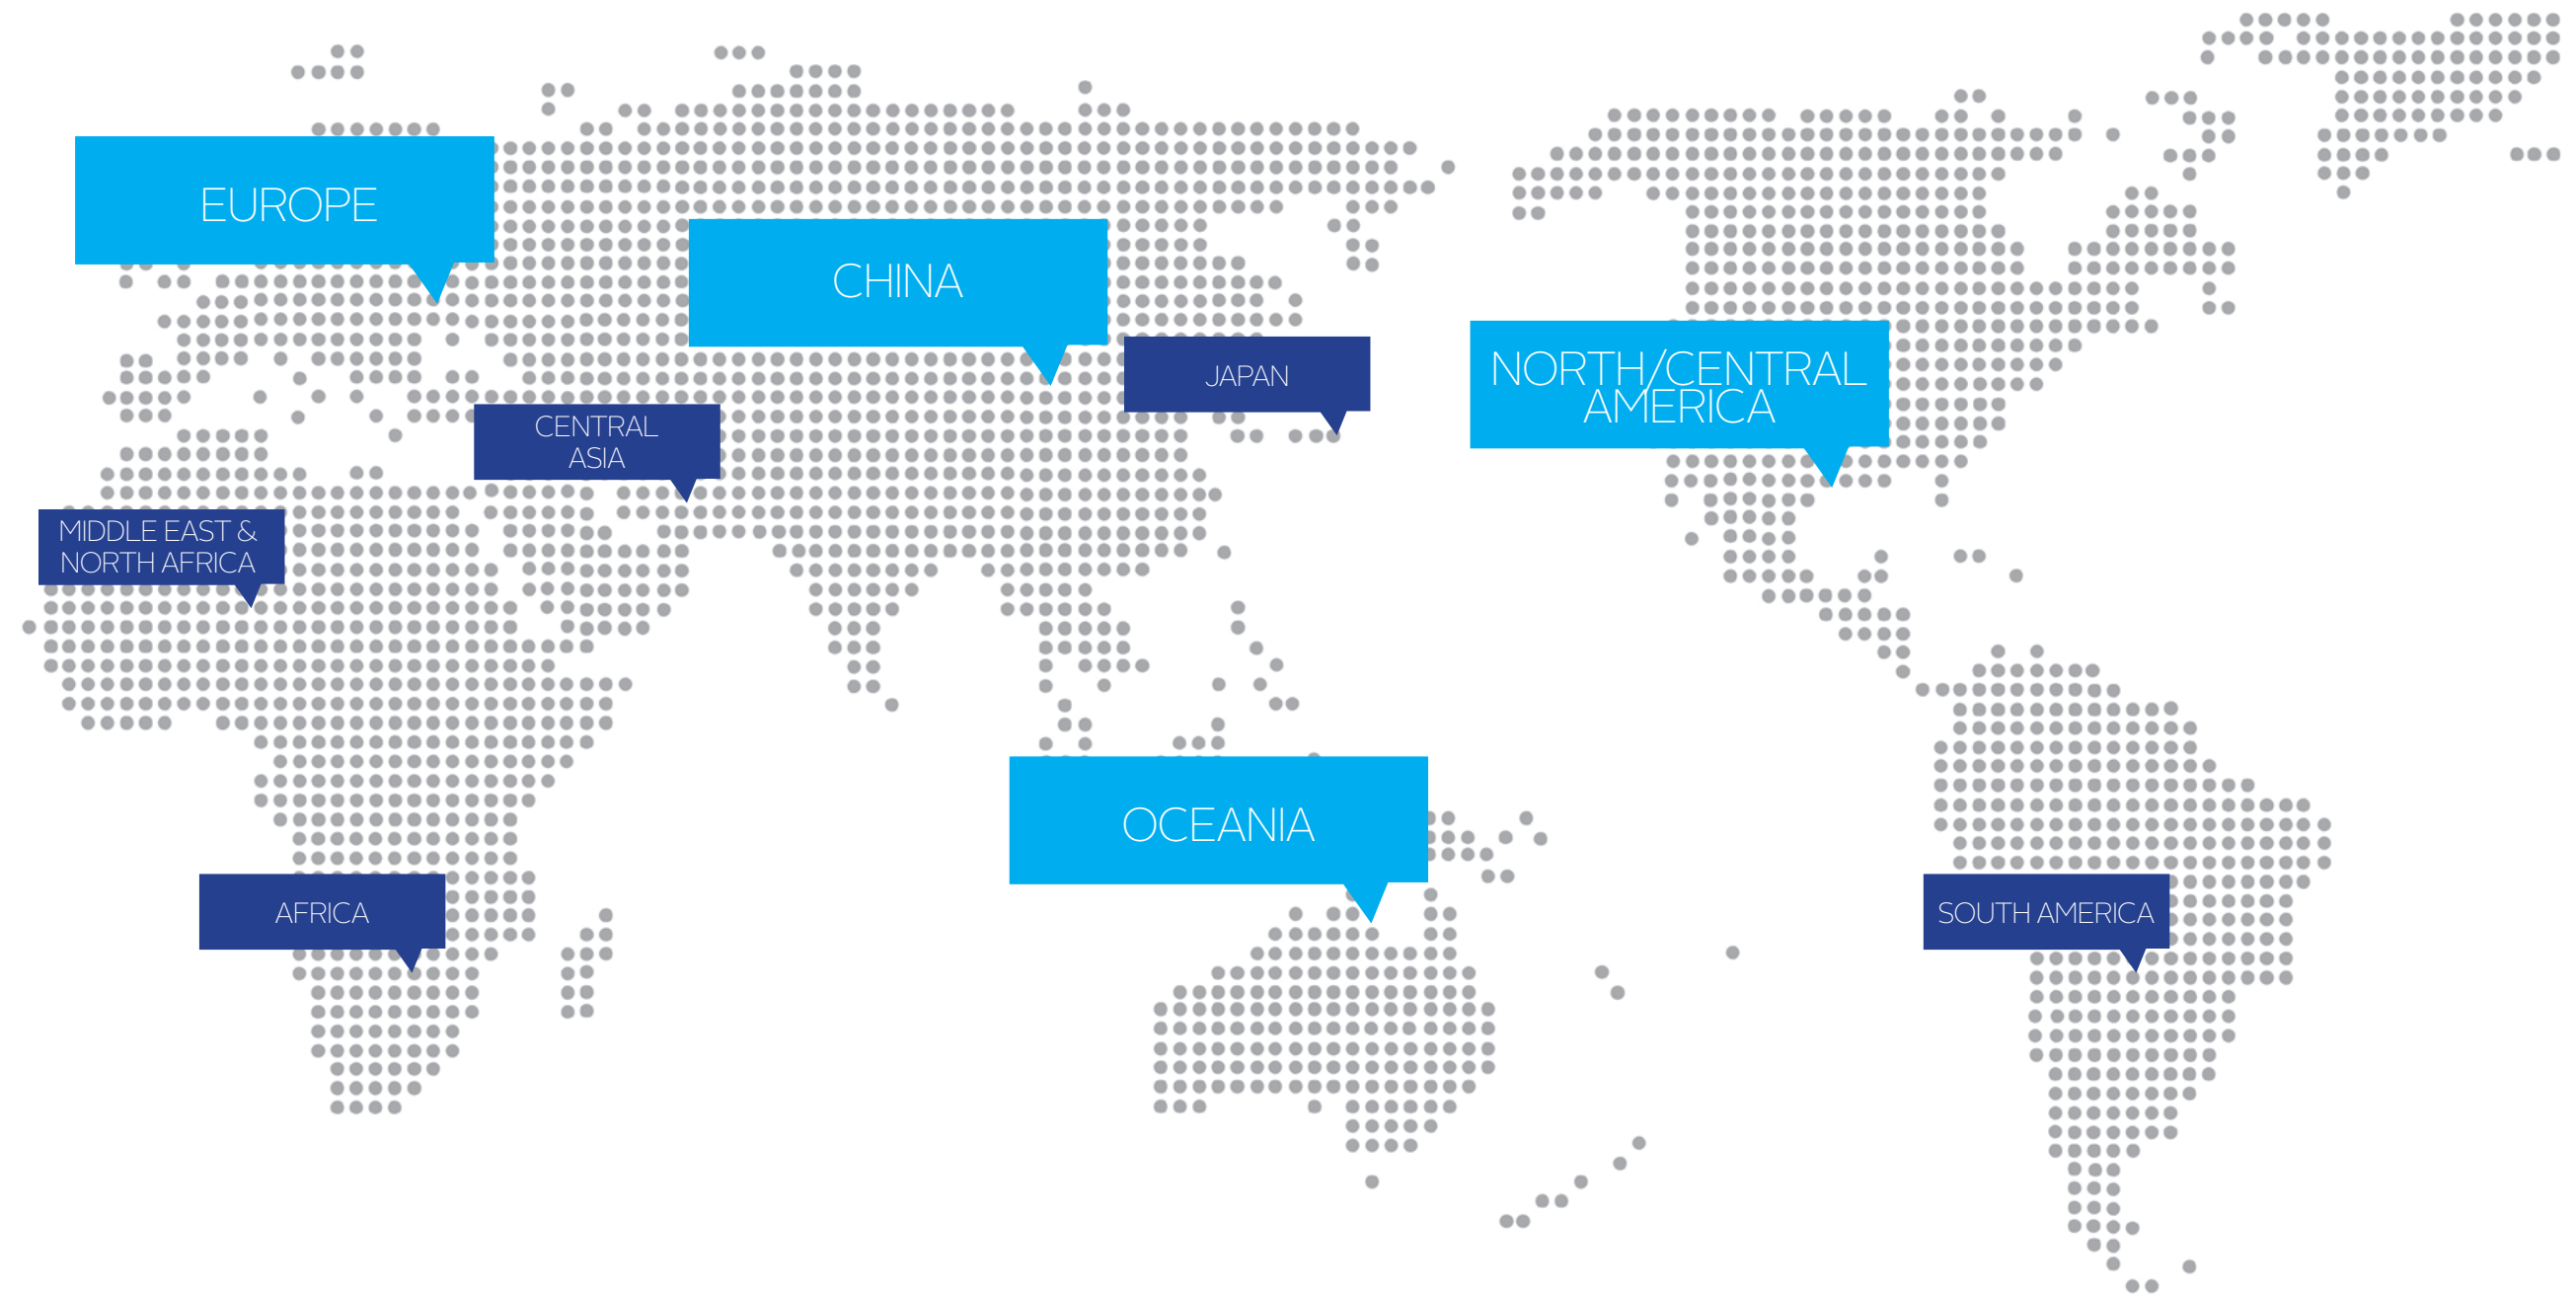 EUROPE
CHINA
JAPAN
NORTH/CENTRAL
AMERICA
CENTRAL
ASIA
MIDDLE EAST &
NORTH AFRICA
OCEANIA
AFRICA
SOUTH AMERICA